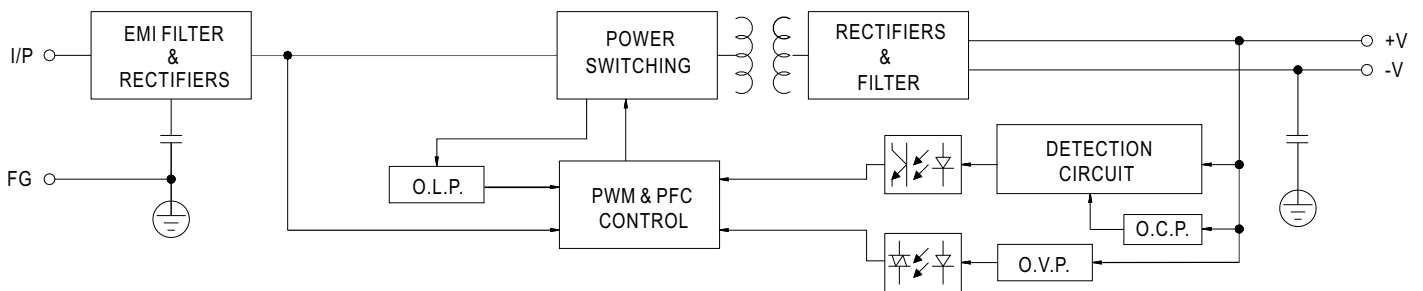 I/P
EMI FILTER
&
RECTIFIERS
POWER
SWITCHING
RECTIFIERS
&
FILTER
+V
-V
FG
O.L.P.
PWM & PFC
CONTROL
DETECTION
CIRCUIT
O.C.P.
O.V.P.